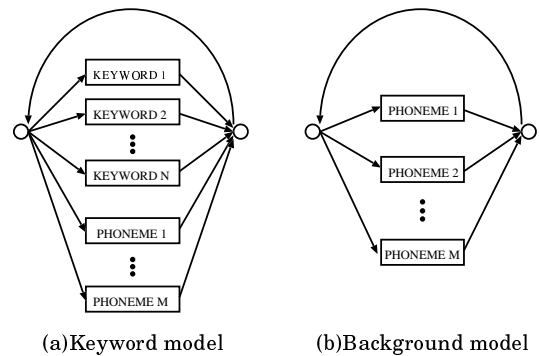 KEYWORD 1
KEYWORD 2
KEYWORD N
PHONEME 1
PHONEME M
(a)Keyword model
PHONEME 1
PHONEME 2
PHONEME M
(b)Background model